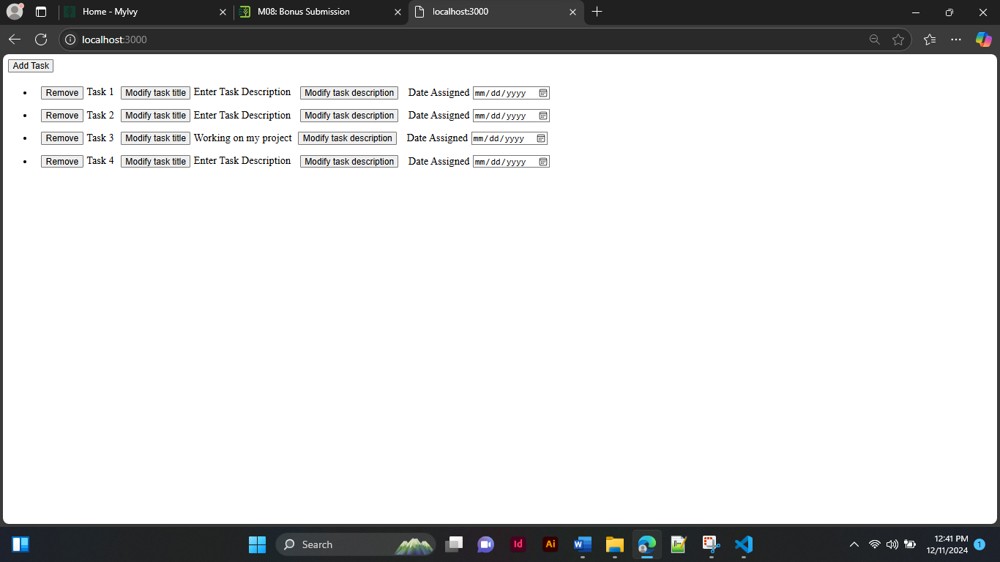 Home - MyIvy
M08: Bonus Submission
localhost:3000
localhost:3000
Add Task
Remove Task 1 Modify task title Enter Task Description Modify task description Date Assigned mm/dd/yyyy
Remove Task 2 Modify task title Enter Task Description Modify task description Date Assigned mm/dd/yyyy
Remove Task 3 Modify task title Working on my project Modify task description Date Assigned mm/dd/yyyy
Remove Task 4 Modify task title Enter Task Description Modify task description Date Assigned mm/dd/yyyy
Search
Id
Ai
W
12:41 PM
12/11/2024
1